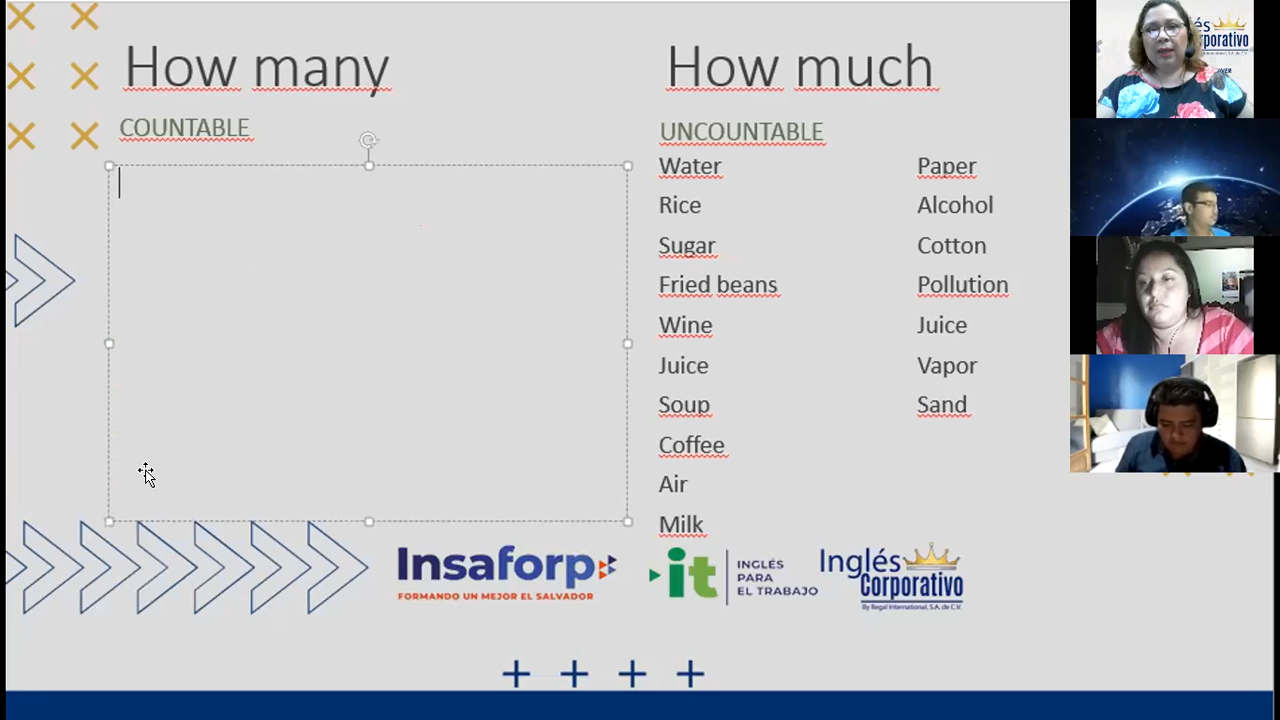 How many
COUNTABLE
How much
UNCOUNTABLE
Water
Rice
Sugar
Fried beans
Wine
Juice
Soup
Coffee
Air
Milk
Paper
Alcohol
Cotton
Pollution
Juice
Vapor
Sand
Insaforp
FORMANDO UN MEJOR EL SALVADOR
it
INGLÉS
PARA
EL TRABAJO
Inglés
Corporativo
By Regal International, S.A. de C.V.